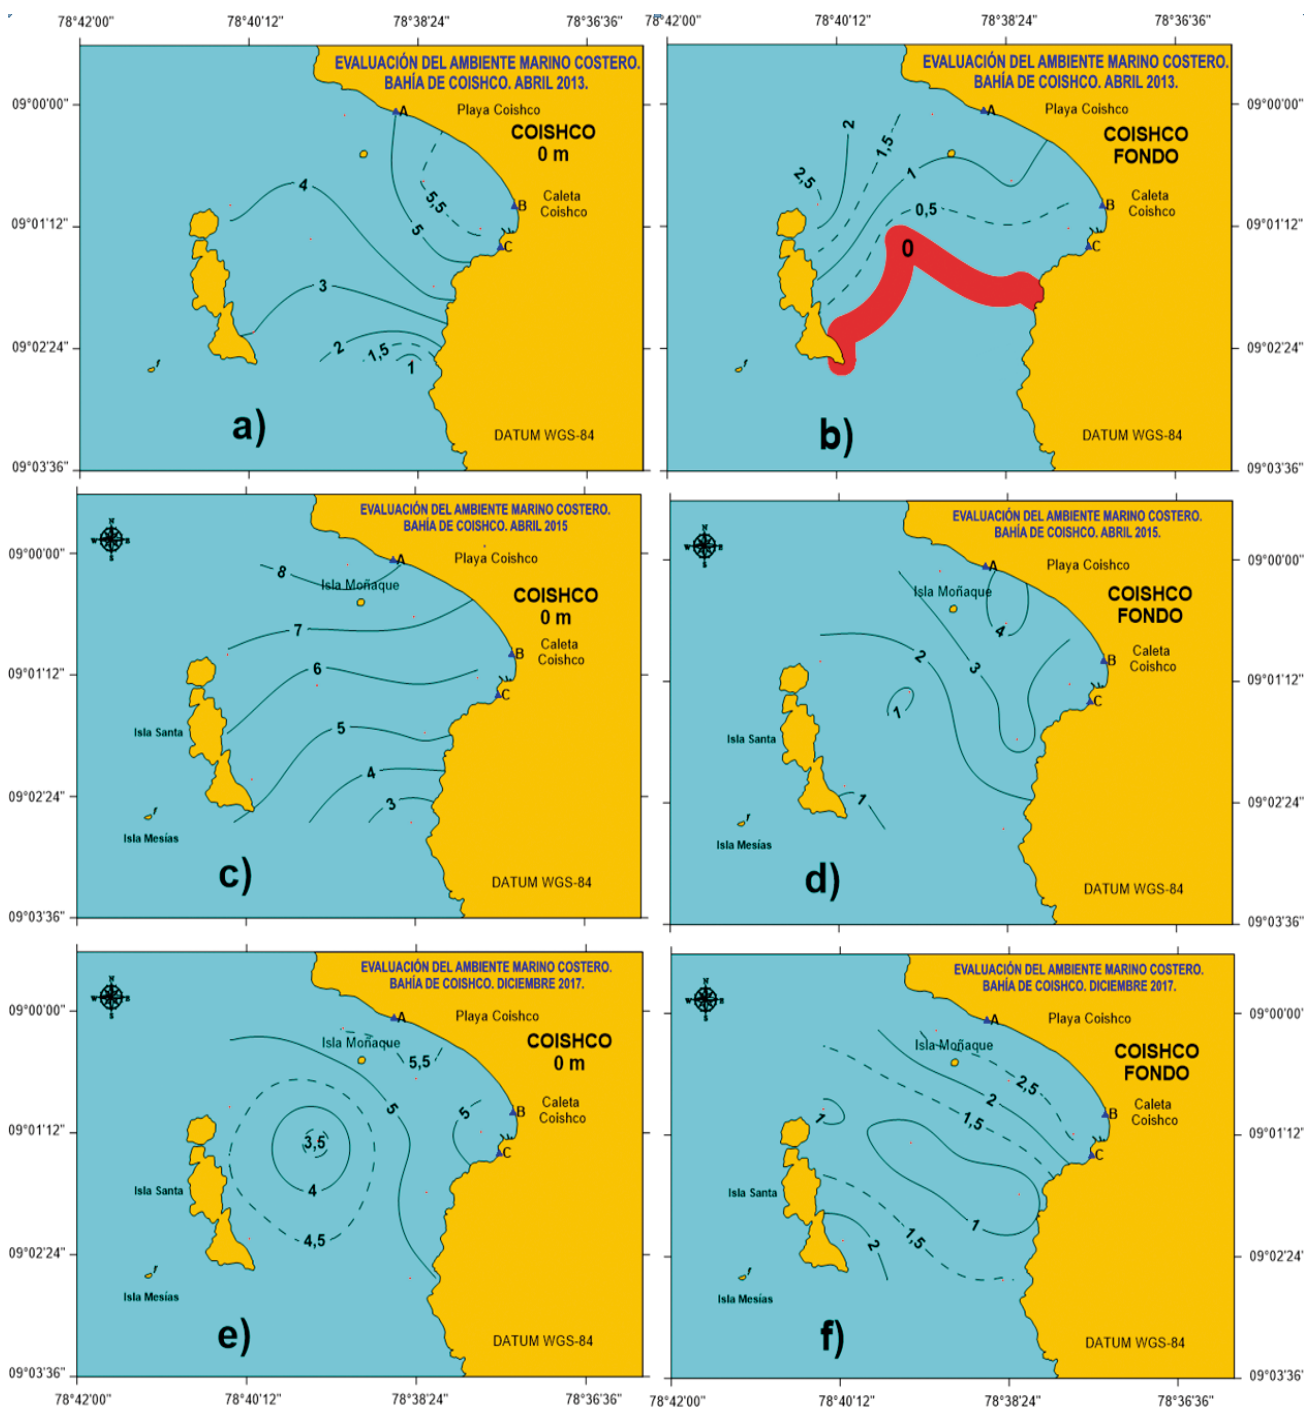 78°42'00" 78°40'12" 78°38'24" 78°36'36" 78°42'00" 78°40'12" 78°38'24" 78°36'36"
EVALUACIÓN DEL AMBIENTE MARINO COSTERO.
BAHÍA DE COISHCO. ABRIL 2013.
09°00'00"
A
Playa Coishco
COISHCO
0 m
4
5,5
5
B
Caleta
Coishco
09°01'12"
C
3
2
1,5
1
09°02'24"
a)
DATUM WGS-84
09°03'36"
EVALUACIÓN DEL AMBIENTE MARINO COSTERO.
BAHÍA DE COISHCO. ABRIL 2013.
09°00'00"
A
Playa Coishco
COISHCO
FONDO
2
1,5
2,5
1
0,5
B
Caleta
Coishco
09°01'12"
C
0
09°02'24"
b)
DATUM WGS-84
09°03'36"
N
W E
S
EVALUACIÓN DEL AMBIENTE MARINO COSTERO.
BAHÍA DE COISHCO. ABRIL 2015
09°00'00"
A
Playa Coishco
8
Isla Moñaque
COISHCO
0 m
7
B
Caleta
Coishco
6
09°01'12"
C
Isla Santa
5
4
3
09°02'24"
Isla Mesías
c)
DATUM WGS-84
09°03'36"
N
W E
S
EVALUACIÓN DEL AMBIENTE MARINO COSTERO.
BAHÍA DE COISHCO. ABRIL 2015.
09°00'00"
A
Playa Coishco
Isla Moñaque
COISHCO
FONDO
4
2
3
B
Caleta
Coishco
09°01'12"
C
1
Isla Santa
1
09°02'24"
Isla Mesías
d)
DATUM WGS-84
09°03'36"
N
W E
S
EVALUACIÓN DEL AMBIENTE MARINO COSTERO.
BAHÍA DE COISHCO. DICIEMBRE 2017.
09°00'00"
A
Playa Coishco
Isla Moñaque
5,5
COISHCO
0 m
5
5
B
Caleta
Coishco
09°01'12"
3,5
C
Isla Santa
4
4,5
09°02'24"
Isla Mesías
e)
DATUM WGS-84
09°03'36"
N
W E
S
EVALUACIÓN DEL AMBIENTE MARINO COSTERO.
BAHÍA DE COISHCO. DICIEMBRE 2017.
09°00'00"
A
Playa Coishco
Isla Moñaque
COISHCO
FONDO
2,5
2
1,5
1
B
Caleta
Coishco
09°01'12"
C
Isla Santa
1
1,5
2
09°02'24"
Isla Mesías
f)
DATUM WGS-84
09°03'36"
78°42'00" 78°40'12" 78°38'24" 78°36'36" 78°42'00" 78°40'12" 78°38'24" 78°36'36"